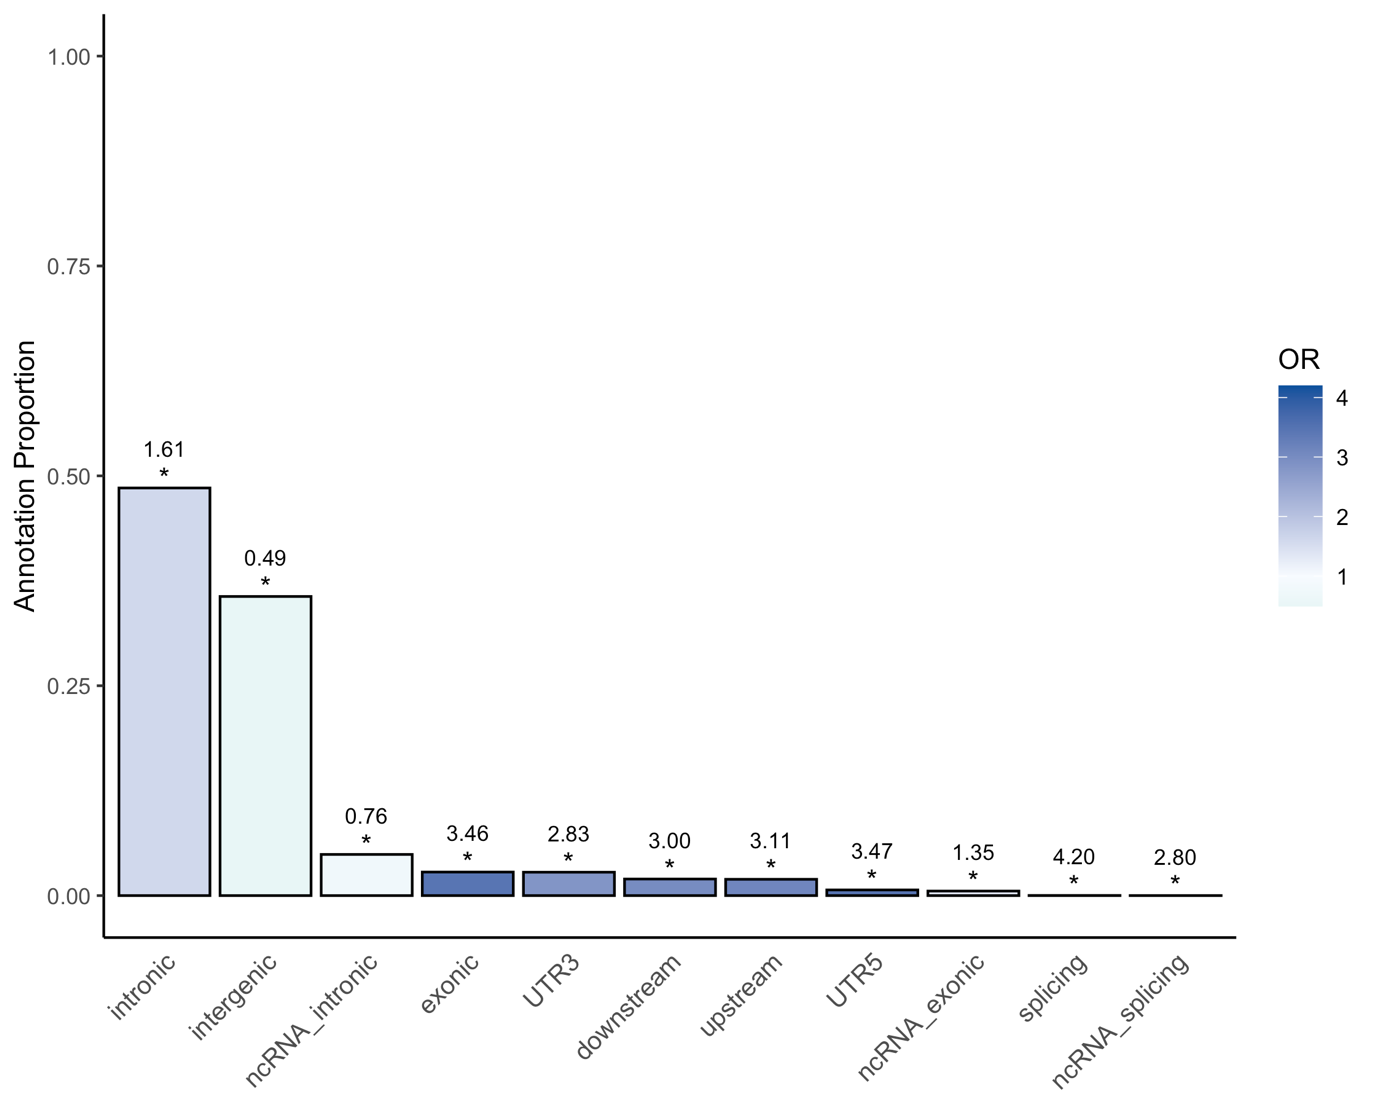 Annotation Proportion
1.00
0.75
0.50
0.25
0.00
1.61
*
0.49
*
0.76
*
3.46
*
2.83
*
3.00
*
3.11
*
3.47
*
1.35
*
4.20
*
2.80
*
intronic
intergenic
ncRNA_intronic
exonic
UTR3
downstream
upstream
UTR5
ncRNA_exonic
splicing
ncRNA_splicing
OR
4
3
2
1